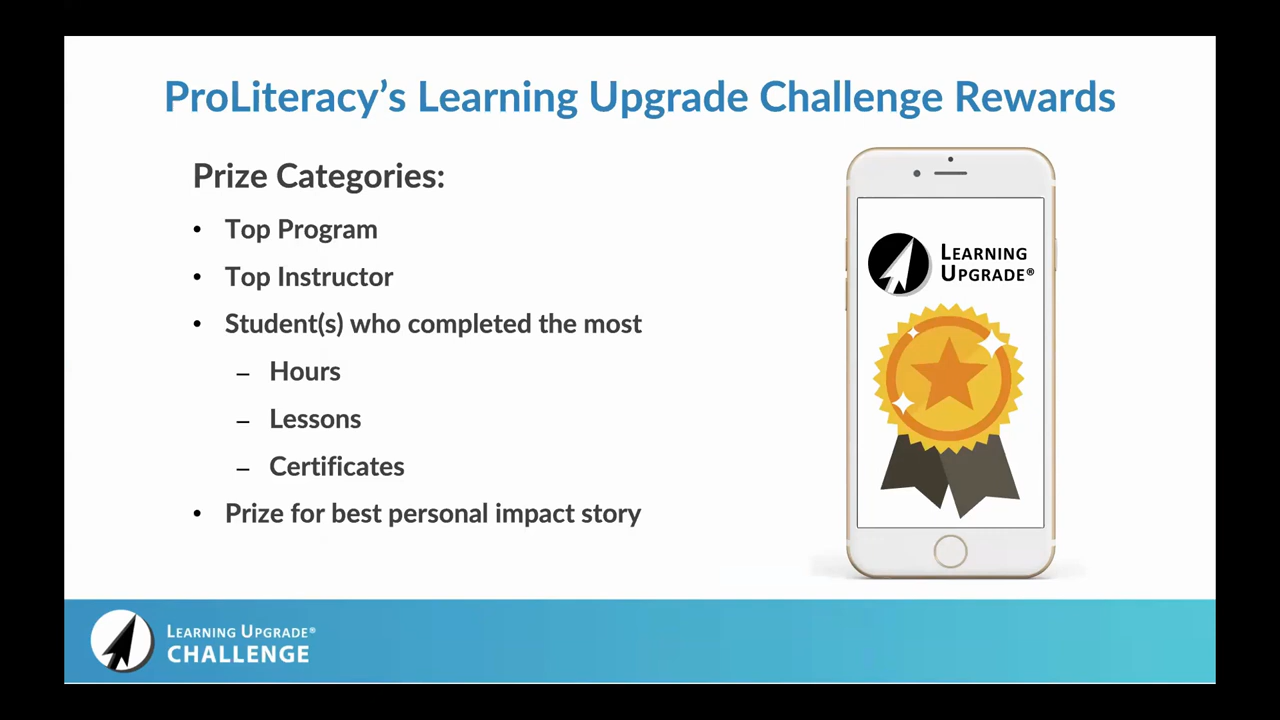 ProLiteracy’s Learning Upgrade Challenge Rewards
Prize Categories:
• Top Program
• Top Instructor
• Student(s) who completed the most
– Hours
– Lessons
– Certificates
• Prize for best personal impact story
LEARNING
UPGRADE®
LEARNING UPGRADE®
CHALLENGE